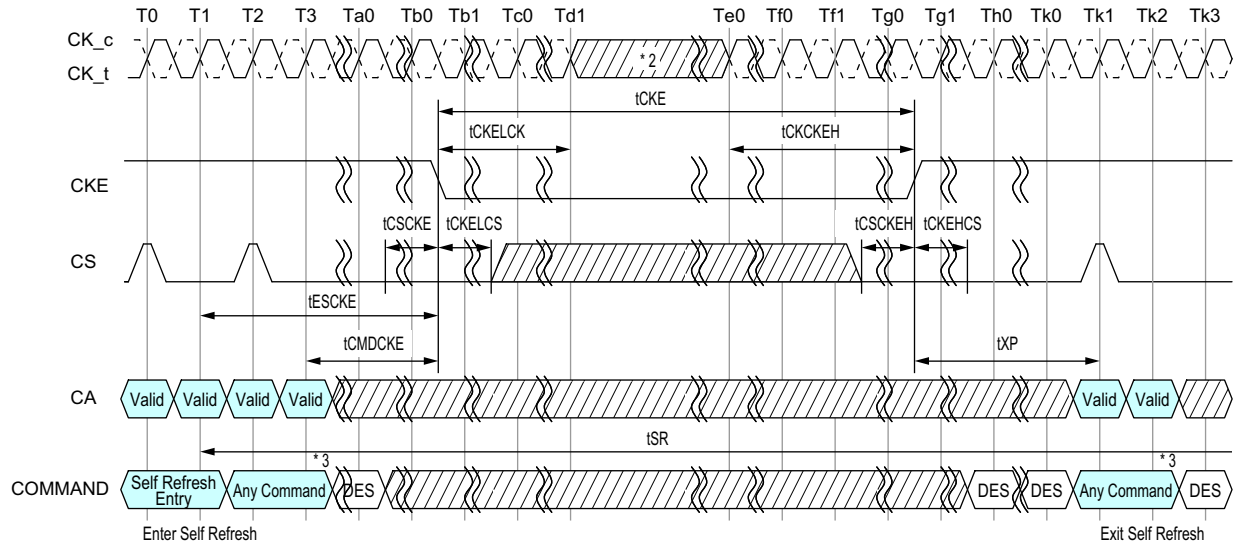 T0 T1 T2 T3 Ta0 Tb0 Tb1 Tc0 Td1 Te0 Tf0 Tf1 Tg0 Tg1 Th0 Tk0 Tk1 Tk2 Tk3
CK_c
CK_t
* 2
tCKE
tCKELCK tCKCKEH
CKE
tCSCKE tCKELCS tCSCKEH tCKEHCS
CS
tESCKE
tCMDCKE tXP
CA Valid Valid Valid Valid Valid Valid
tSR
* 3 * 3
COMMAND Self Refresh Entry Any Command DES DES DES Any Command DES
Enter Self Refresh Exit Self Refresh